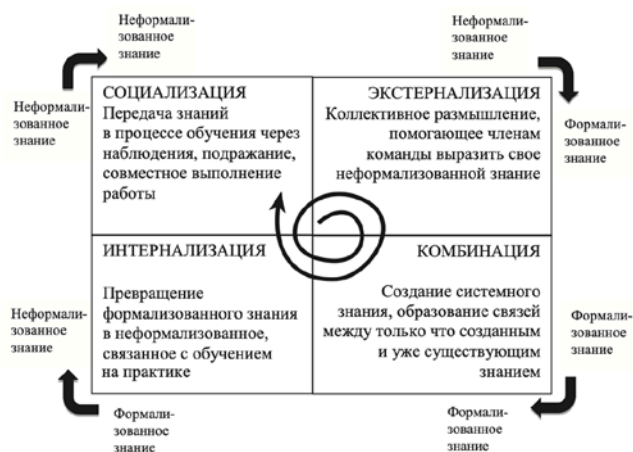 Неформали-
зованное
знание
Неформали-
зованное
знание
Неформали-
зованное
знание
Формали-
зованное
знание
СОЦИАЛИЗАЦИЯ
Передача знаний
в процессе обучения через
наблюдения, подражание,
совместное выполнение
работы
ЭКСТЕРНАЛИЗАЦИЯ
Коллективное размышление,
помогающее членам
команды выразить свое
неформализованной знание
ИНТЕРНАЛИЗАЦИЯ
Превращение
формализованного знания
в неформализованное,
связанное с обучением
на практике
КОМБИНАЦИЯ
Создание системного
знания, образование связей
между только что созданным
и уже существующим
знанием
Неформали-
зованное
знание
Формали-
зованное
знание
Формали-
зованное
знание
Формали-
зованное
знание